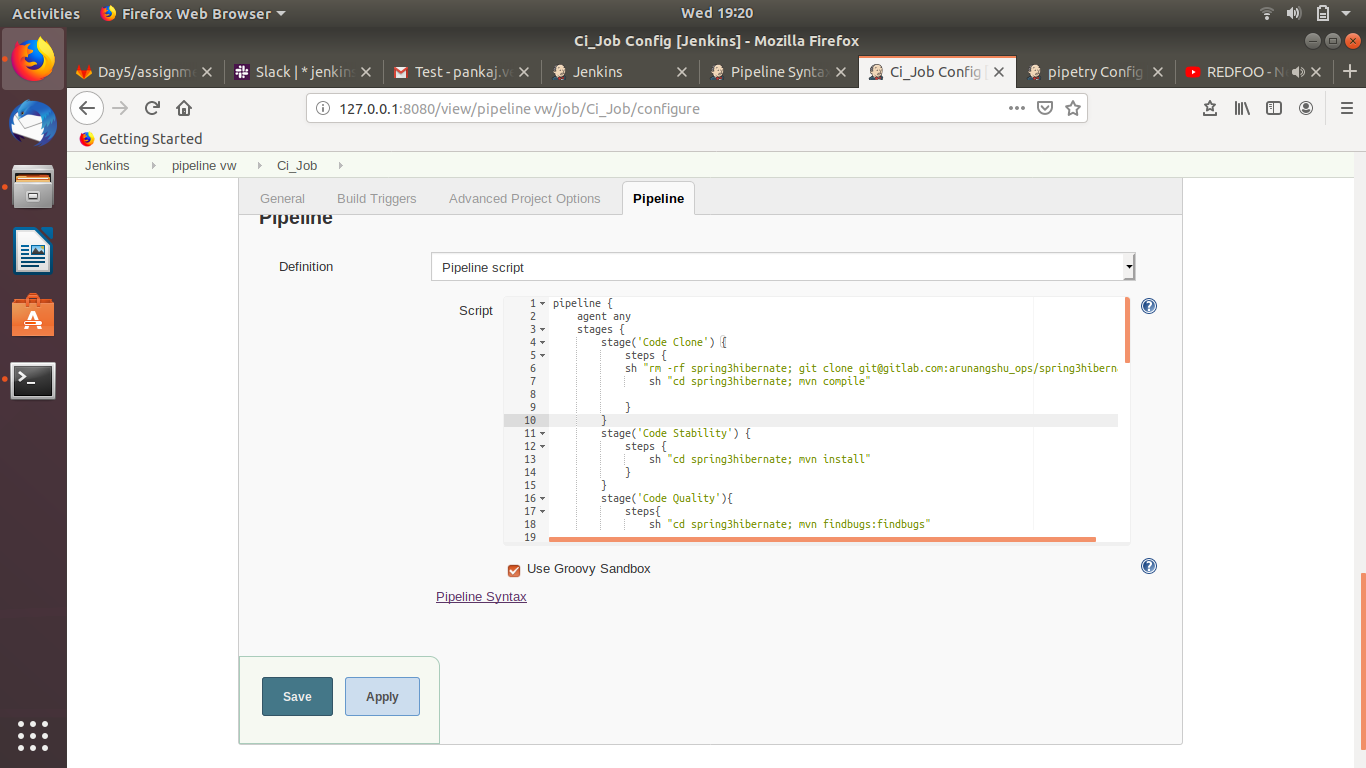 Activities Firefox Web Browser Wed 19:20
Ci_Job Config [Jenkins] - Mozilla Firefox
Day5/assignme Slack | * jenkins Test - pankaj.v Jenkins Pipeline Syntax Ci_Job Config [ pipetry Config REDFOO - N
127.0.0.1:8080/view/pipeline vw/job/Ci_Job/configure
Getting Started
Jenkins pipeline vw Ci_Job
General Build Triggers Advanced Project Options Pipeline
Pipeline
Definition Pipeline script
Script
1 pipeline {
2 agent any
3 stages {
4 stage('Code Clone') {
5 steps {
6 sh "rm -rf spring3hibernate; git clone git@gitlab.com:arunangshu_ops/spring3hibern
7 sh "cd spring3hibernate; mvn compile"
8
9 }
10 }
11 stage('Code Stability') {
12 steps {
13 sh "cd spring3hibernate; mvn install"
14 }
15 }
16 stage('Code Quality'){
17 steps{
18 sh "cd spring3hibernate; mvn findbugs:findbugs"
19
Use Groovy Sandbox
Pipeline Syntax
Save Apply